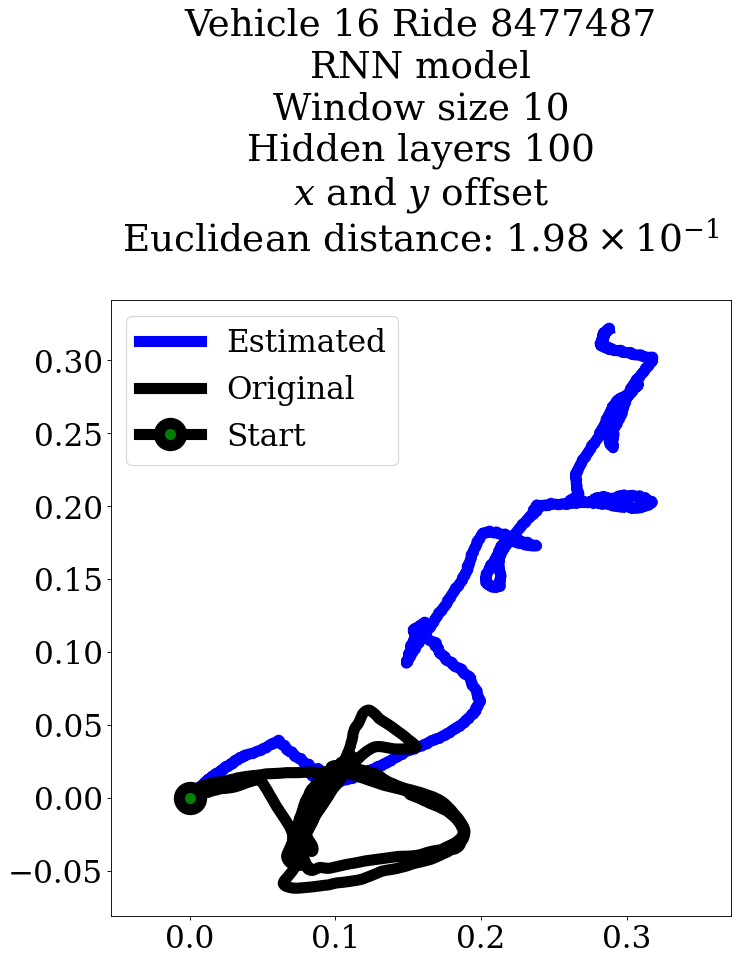 Vehicle 16 Ride 8477487
RNN model
Window size 10
Hidden layers 100
x and y offset
Euclidean distance: 1.98 × 10⁻¹
Estimated
Original
Start
0.30
0.25
0.20
0.15
0.10
0.05
0.00
−0.05
0.0 0.1 0.2 0.3